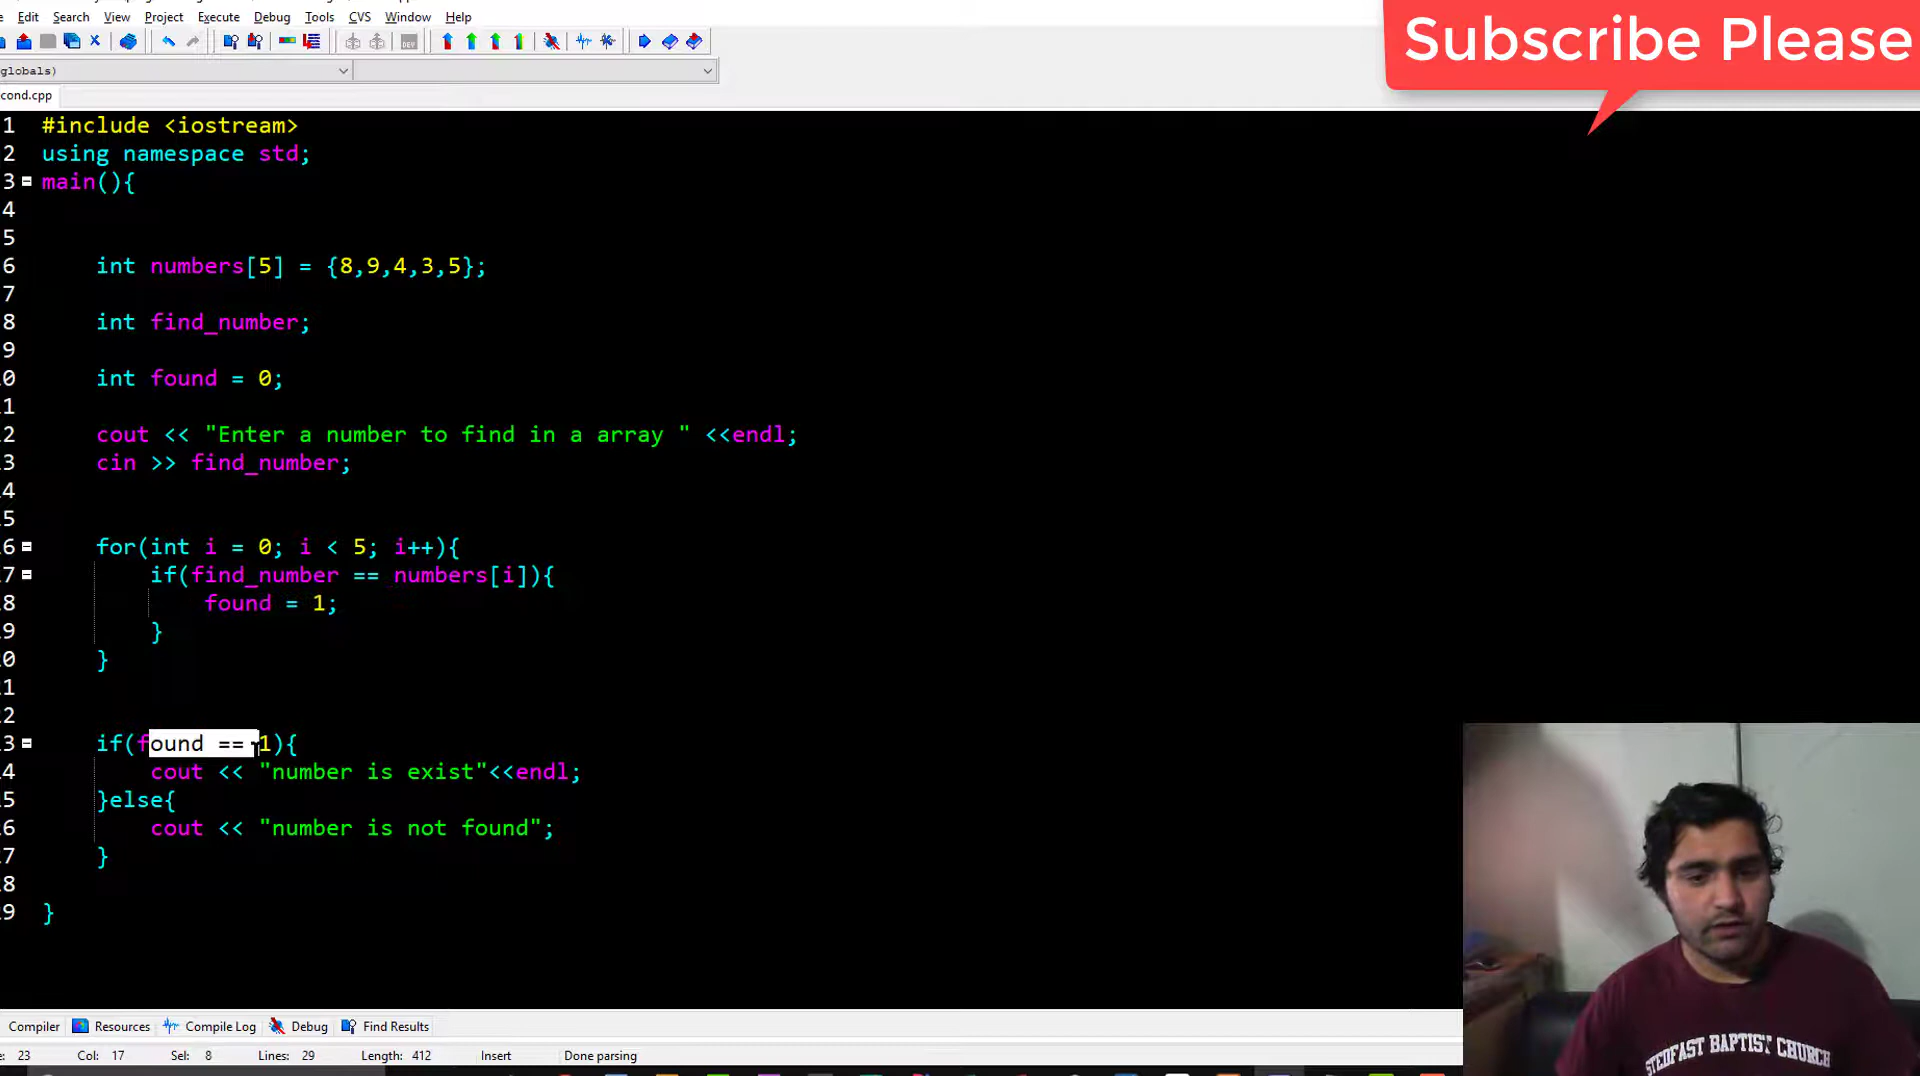 Edit Search View Project Execute Debug Tools CVS Window Help
Subscribe Please
globals)
cond.cpp
1 #include <iostream>
2 using namespace std;
3 main(){
4
5
6 int numbers[5] = {8,9,4,3,5};
7
8 int find_number;
9
0 int found = 0;
1
2 cout << "Enter a number to find in a array " <<endl;
3 cin >> find_number;
4
5
6 for(int i = 0; i < 5; i++){
7 if(find_number == numbers[i]){
8 found = 1;
9 }
0 }
1
2
3 if(found == 1){
4 cout << "number is exist"<<endl;
5 }else{
6 cout << "number is not found";
7 }
8
9 }
Compiler Resources Compile Log Debug Find Results
: 23 Col: 17 Sel: 8 Lines: 29 Length: 412 Insert Done parsing
STEDFAST BAPTIST CHURCH